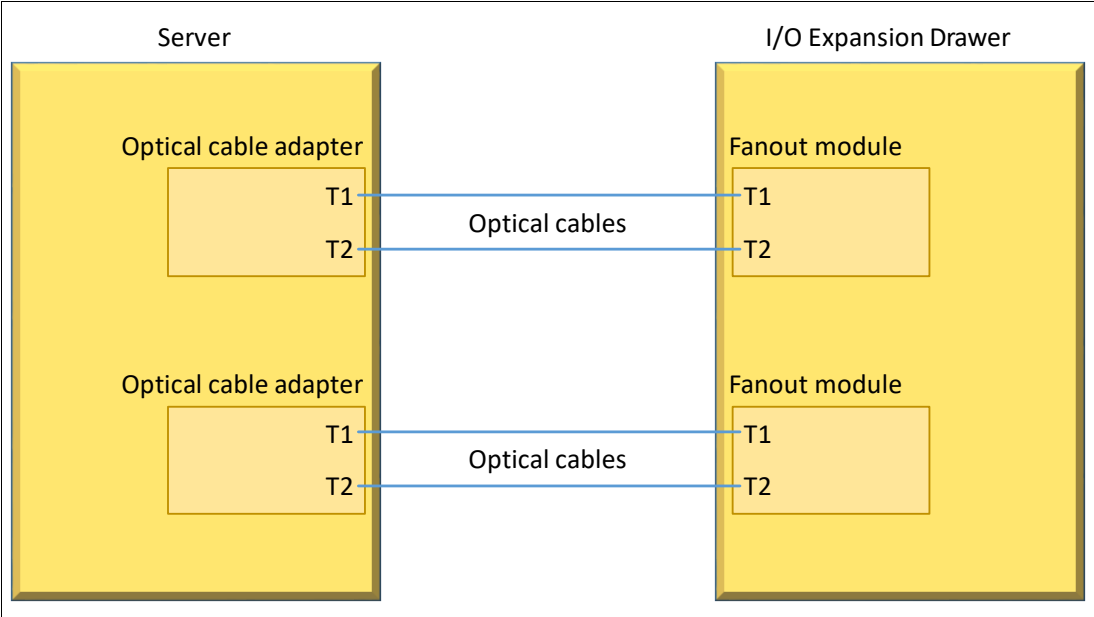 Server
I/O Expansion Drawer
Optical cable adapter
Fanout module
T1
T1
Optical cables
T2
T2
Optical cable adapter
Fanout module
T1
T1
Optical cables
T2
T2